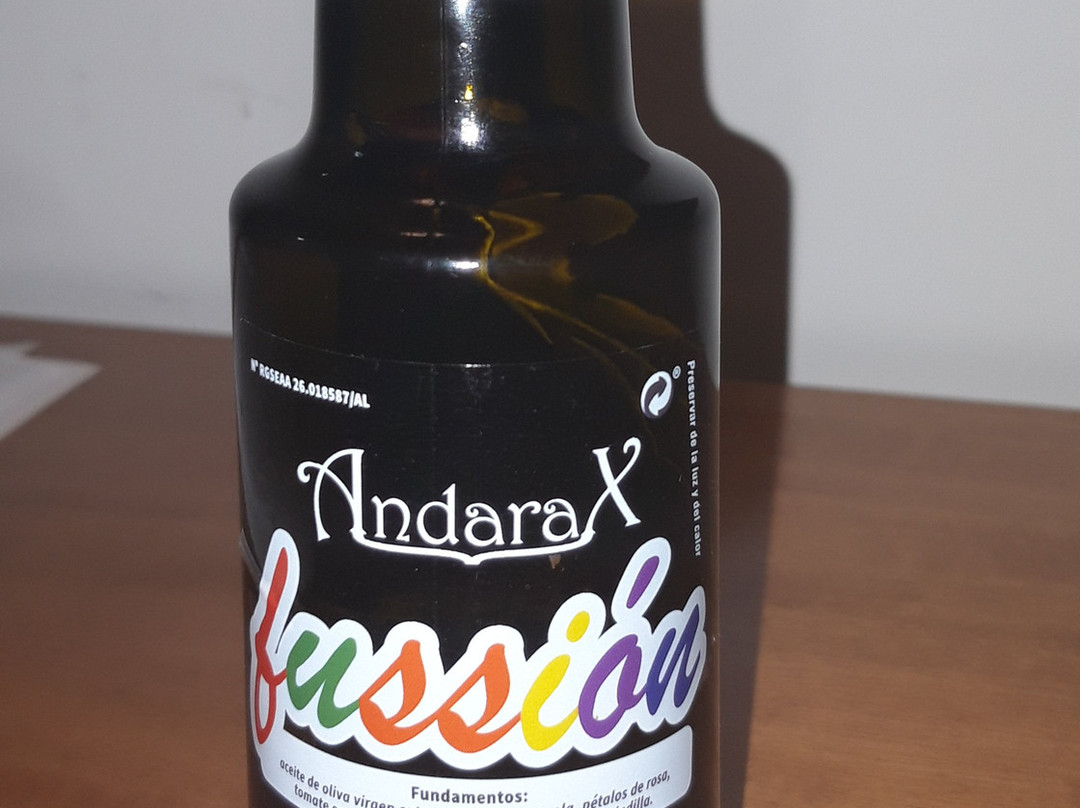 Nº RGSEAA 26.018587/AL
Preservar de la luz y del calor
AndaraX
fussión
Fundamentos:
aceite de oliva virgen pétalos de rosa,
tomate